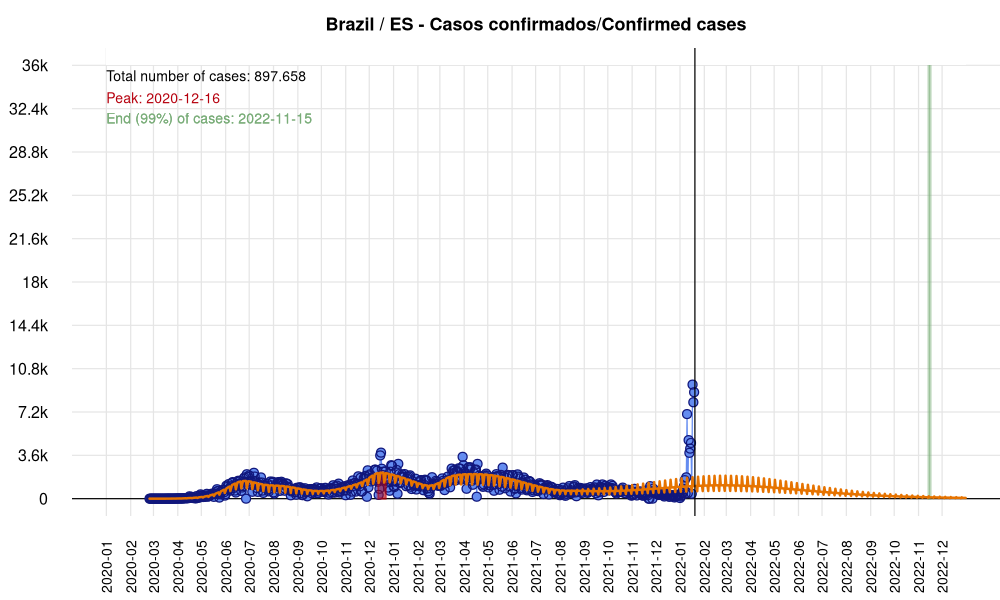 Brazil / ES - Casos confirmados/Confirmed cases
Total number of cases: 897.658
Peak: 2020-12-16
End (99%) of cases: 2022-11-15
36k
32.4k
28.8k
25.2k
21.6k
18k
14.4k
10.8k
7.2k
3.6k
0
2020-01
2020-02
2020-03
2020-04
2020-05
2020-06
2020-07
2020-08
2020-09
2020-10
2020-11
2020-12
2021-01
2021-02
2021-03
2021-04
2021-05
2021-06
2021-07
2021-08
2021-09
2021-10
2021-11
2021-12
2022-01
2022-02
2022-03
2022-04
2022-05
2022-06
2022-07
2022-08
2022-09
2022-10
2022-11
2022-12